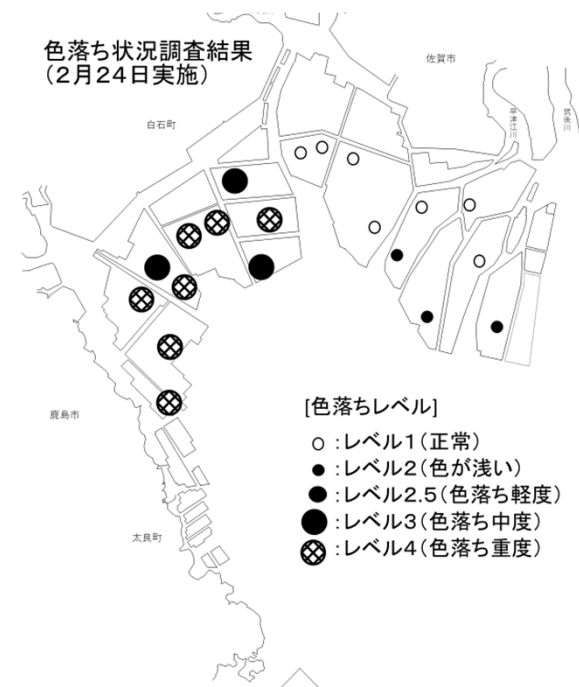 色落ち状況調査結果
（2月24日実施）
佐賀市
白石町
早津江川
筑後川
鹿島市
太良町
[色落ちレベル]
○：レベル1（正常）
●：レベル2（色が浅い）
●：レベル2.5（色落ち軽度）
●：レベル3（色落ち中度）
：レベル4（色落ち重度）